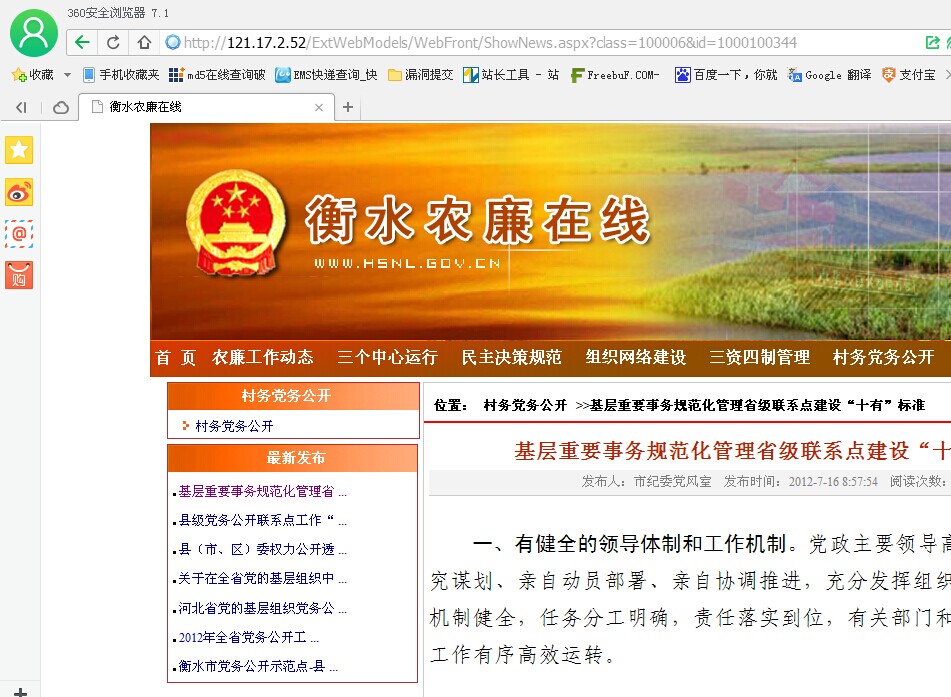 360安全浏览器 7.1
http://121.17.2.52/ExtWebModels/WebFront/ShowNews.aspx?class=100006&id=1000100344
收藏 手机收藏夹 md5在线查询破 EMS快递查询_快 漏洞提交 站长工具 - 站 FreebuF.COM- 百度一下，你就 Google 翻译 支付宝
衡水农廉在线
衡水农廉在线
WWW.HSNL.GOV.CN
首 页 农廉工作动态 三个中心运行 民主决策规范 组织网络建设 三资四制管理 村务党务公开
村务党务公开
村务党务公开
最新发布
基层重要事务规范化管理省 ...
县级党务公开联系点工作“ ...
县（市、区）委权力公开透 ...
关于在全省党的基层组织中 ...
河北省党的基层组织党务公 ...
2012年全省党务公开工 ...
衡水市党务公开示范点-县 ...
位置： 村务党务公开 >>基层重要事务规范化管理省级联系点建设“十有”标准
基层重要事务规范化管理省级联系点建设“十
发布人：市纪委党风室 发布时间：2012-7-16 8:57:54 阅读次数：
一、有健全的领导体制和工作机制。党政主要领导高
究谋划、亲自动员部署、亲自协调推进，充分发挥组织
机制健全，任务分工明确，责任落实到位，有关部门和
工作有序高效运转。
购